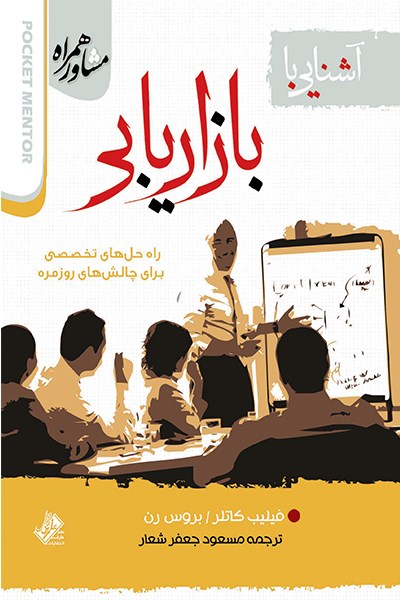 POCKET MENTOR
مشاور همراه
آشنایی با
بازاریابی
راه حل‌های تخصصی
برای چالش‌های روزمره
فیلیپ کاتلر/ بروس رن
ترجمه مسعود جعفر شعار